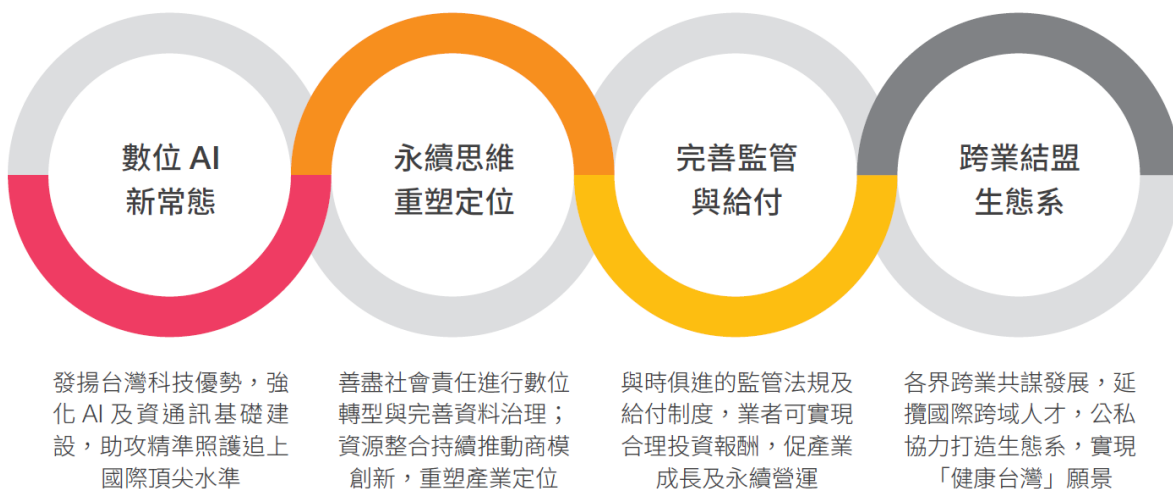 數位 AI
新常態
永續思維
重塑定位
完善監管
與給付
跨業結盟
生態系
發揚台灣科技優勢，強
化 AI 及資通訊基礎建
設，助攻精準照護追上
國際頂尖水準
善盡社會責任進行數位
轉型與完善資料治理；
資源整合持續推動商模
創新，重塑產業定位
與時俱進的監管法規及
給付制度，業者可實現
合理投資報酬，促產業
成長及永續營運
各界跨業共謀發展，延
攬國際跨域人才，公私
協力打造生態系，實現
「健康台灣」願景